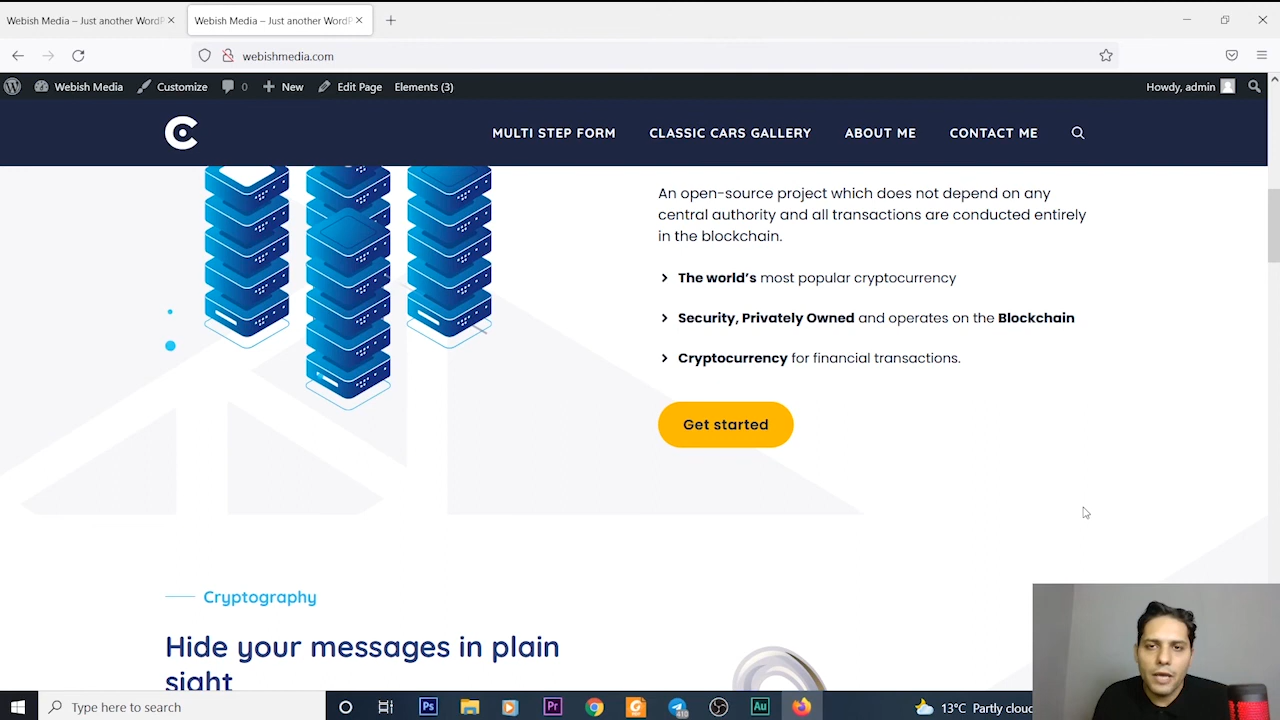 Webish Media – Just another WordP
Webish Media – Just another WordP
webishmedia.com
Webish Media
Customize
0
New
Edit Page
Elements (3)
Howdy, admin
MULTI STEP FORM
CLASSIC CARS GALLERY
ABOUT ME
CONTACT ME
An open-source project which does not depend on any
central authority and all transactions are conducted entirely
in the blockchain.
The world's most popular cryptocurrency
Security, Privately Owned and operates on the Blockchain
Cryptocurrency for financial transactions.
Get started
Cryptography
Hide your messages in plain
sight
Type here to search
Ps
Pr
410
Au
13°C Partly cloud